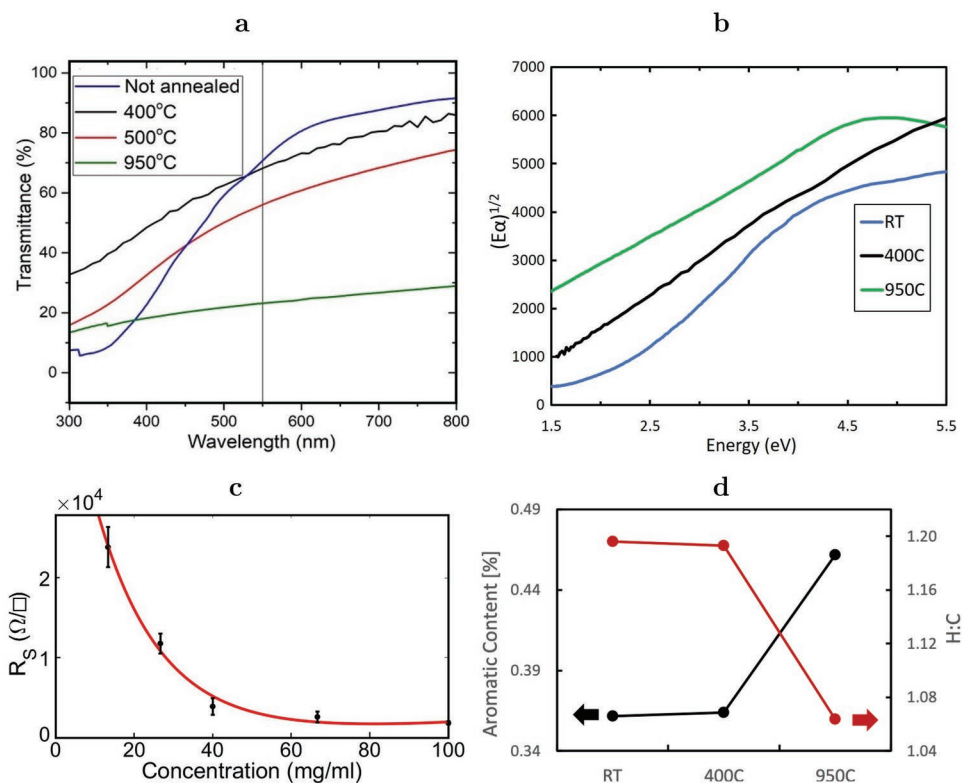 a
100
80
60
40
20
0
Transmittance (%)
Not annealed
400°C
500°C
950°C
300 400 500 600 700 800
Wavelength (nm)
b
7000
6000
5000
4000
3000
2000
1000
0
(Eα)^1/2
RT
400C
950C
1.5 2.5 3.5 4.5 5.5
Energy (eV)
c
×10^4
2
1
0
R_S (Ω/□)
0 20 40 60 80 100
Concentration (mg/ml)
d
0.49
0.44
0.39
0.34
Aromatic Content [%]
1.20
1.16
1.12
1.08
1.04
H:C
RT 400C 950C